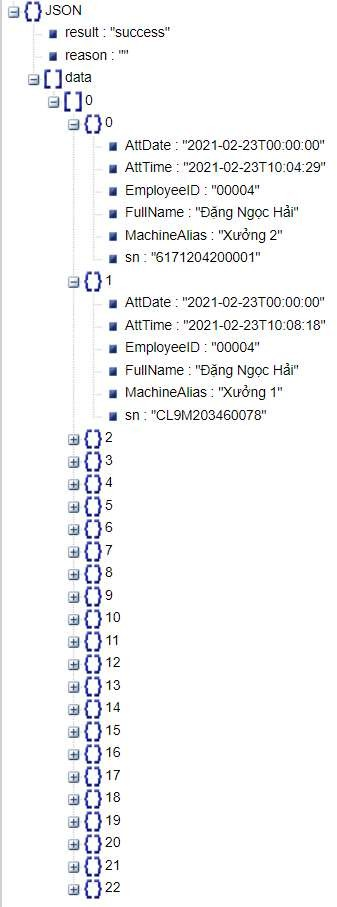 JSON
result : "success"
reason : ""
data
0
0
AttDate : "2021-02-23T00:00:00"
AttTime : "2021-02-23T10:04:29"
EmployeeID : "00004"
FullName : "Đặng Ngọc Hải"
MachineAlias : "Xưởng 2"
sn : "6171204200001"
1
AttDate : "2021-02-23T00:00:00"
AttTime : "2021-02-23T10:08:18"
EmployeeID : "00004"
FullName : "Đặng Ngọc Hải"
MachineAlias : "Xưởng 1"
sn : "CL9M203460078"
2
3
4
5
6
7
8
9
10
11
12
13
14
15
16
17
18
19
20
21
22